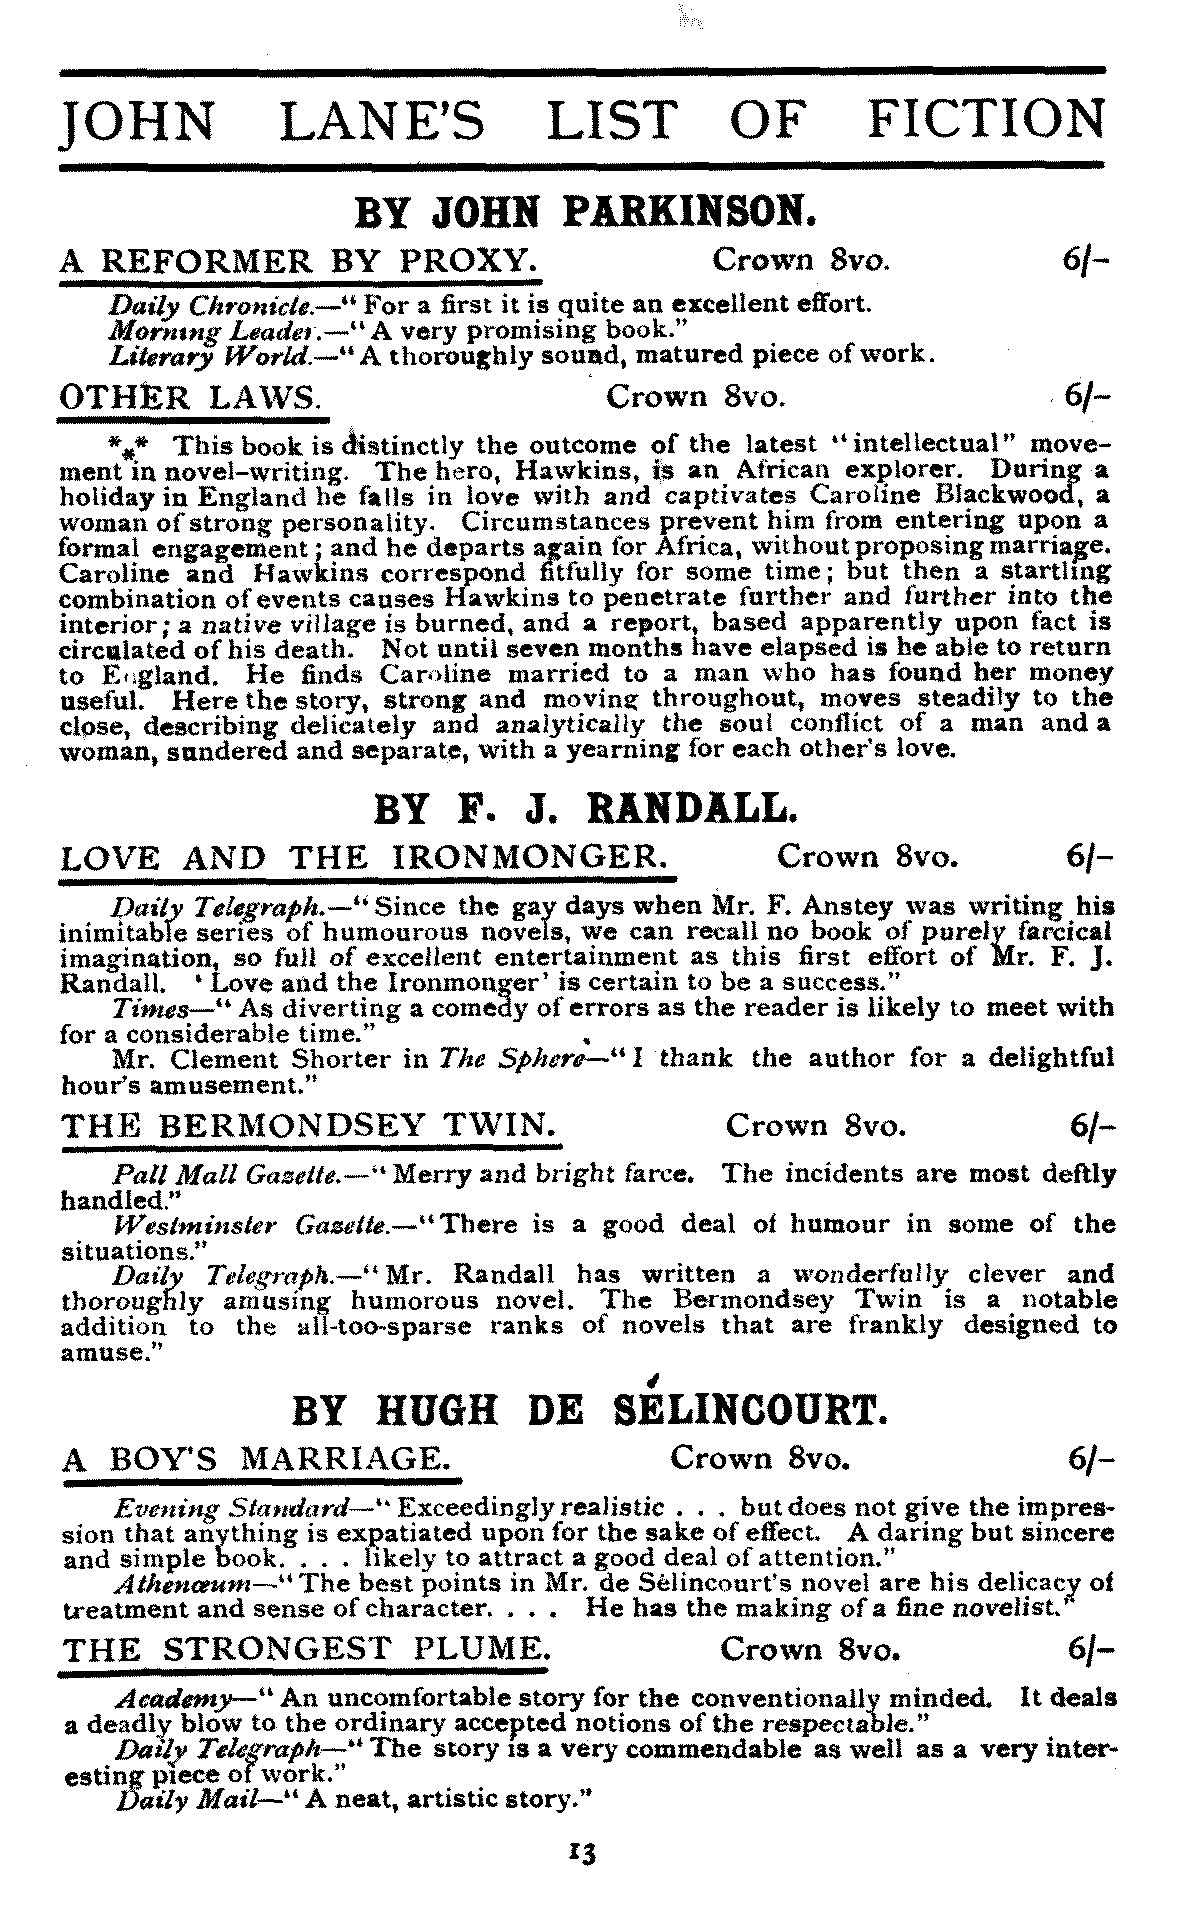 JOHN LANE'S LIST OF FICTION
BY JOHN PARKINSON.
A REFORMER BY PROXY. Crown 8vo. 6/-
Daily Chronicle.—"For a first it is quite an excellent effort.
Morning Leader.—"A very promising book."
Literary World.—"A thoroughly sound, matured piece of work.
OTHER LAWS. Crown 8vo. 6/-
*** This book is distinctly the outcome of the latest "intellectual" move-
ment in novel-writing. The hero, Hawkins, is an African explorer. During a
holiday in England he falls in love with and captivates Caroline Blackwood, a
woman of strong personality. Circumstances prevent him from entering upon a
formal engagement; and he departs again for Africa, without proposing marriage.
Caroline and Hawkins correspond fitfully for some time; but then a startling
combination of events causes Hawkins to penetrate further and further into the
interior; a native village is burned, and a report, based apparently upon fact is
circulated of his death. Not until seven months have elapsed is he able to return
to England. He finds Caroline married to a man who has found her money
useful. Here the story, strong and moving throughout, moves steadily to the
close, describing delicately and analytically the soul conflict of a man and a
woman, sundered and separate, with a yearning for each other's love.
BY F. J. RANDALL.
LOVE AND THE IRONMONGER. Crown 8vo. 6/-
Daily Telegraph.—"Since the gay days when Mr. F. Anstey was writing his
inimitable series of humourous novels, we can recall no book of purely farcical
imagination, so full of excellent entertainment as this first effort of Mr. F. J.
Randall. 'Love and the Ironmonger' is certain to be a success."
Times—"As diverting a comedy of errors as the reader is likely to meet with
for a considerable time."
Mr. Clement Shorter in The Sphere—"I thank the author for a delightful
hour's amusement."
THE BERMONDSEY TWIN. Crown 8vo. 6/-
Pall Mall Gazette.—"Merry and bright farce. The incidents are most deftly
handled."
Westminster Gazette.—"There is a good deal of humour in some of the
situations."
Daily Telegraph.—"Mr. Randall has written a wonderfully clever and
thoroughly amusing humorous novel. The Bermondsey Twin is a notable
addition to the all-too-sparse ranks of novels that are frankly designed to
amuse."
BY HUGH DE SÉLINCOURT.
A BOY'S MARRIAGE. Crown 8vo. 6/-
Evening Standard—"Exceedingly realistic . . . but does not give the impres-
sion that anything is expatiated upon for the sake of effect. A daring but sincere
and simple book. . . . likely to attract a good deal of attention."
Athenœum—"The best points in Mr. de Sélincourt's novel are his delicacy of
treatment and sense of character. . . . He has the making of a fine novelist."
THE STRONGEST PLUME. Crown 8vo. 6/-
Academy—"An uncomfortable story for the conventionally minded. It deals
a deadly blow to the ordinary accepted notions of the respectable."
Daily Telegraph—"The story is a very commendable as well as a very inter-
esting piece of work."
Daily Mail—"A neat, artistic story."
13